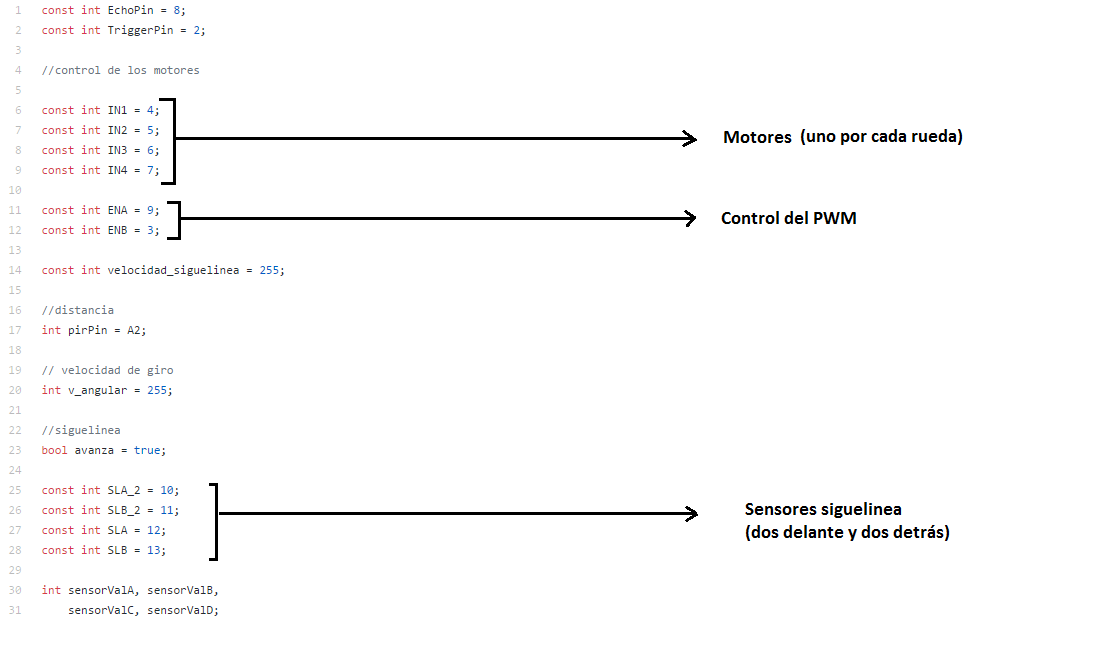 1 const int EchoPin = 8;
2 const int TriggerPin = 2;
3
4 //control de los motores
5
6 const int IN1 = 4;
7 const int IN2 = 5;
8 const int IN3 = 6;
9 const int IN4 = 7;
Motores (uno por cada rueda)
10
11 const int ENA = 9;
12 const int ENB = 3;
Control del PWM
13
14 const int velocidad_siguelinea = 255;
15
16 //distancia
17 int pirPin = A2;
18
19 // velocidad de giro
20 int v_angular = 255;
21
22 //siguelinea
23 bool avanza = true;
24
25 const int SLA_2 = 10;
26 const int SLB_2 = 11;
27 const int SLA = 12;
28 const int SLB = 13;
Sensores siguelinea
(dos delante y dos detrás)
29
30 int sensorValA, sensorValB,
31 sensorValC, sensorValD;